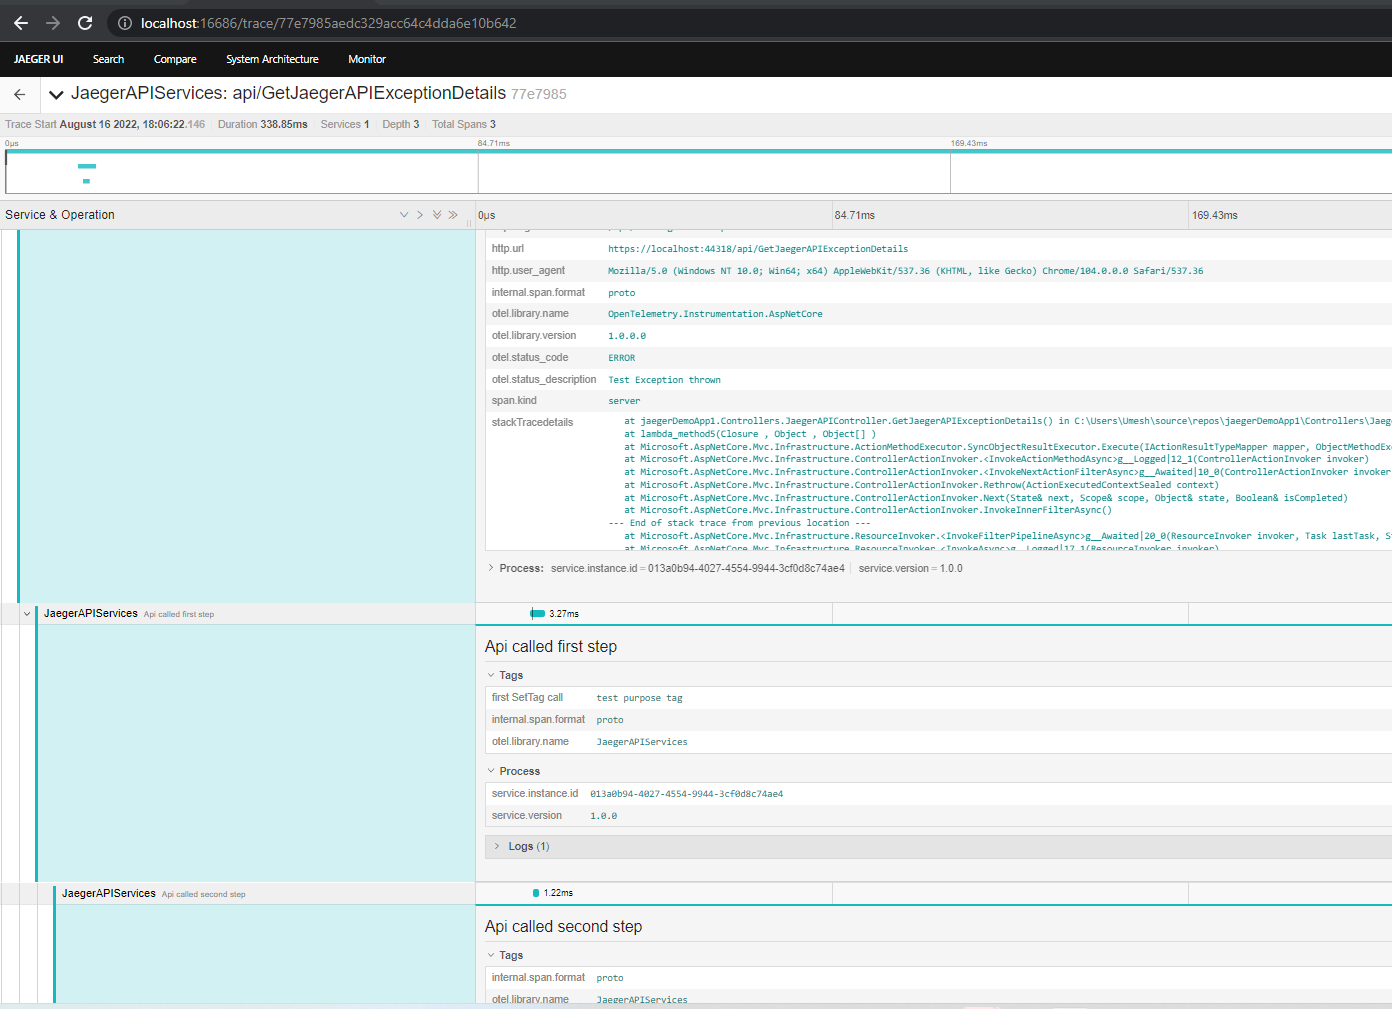 localhost:16686/trace/77e7985aedc329acc64c4dda6e10b642
JAEGER UI Search Compare System Architecture Monitor
JaegerAPIServices: api/GetJaegerAPIExceptionDetails 77e7985
Trace Start August 16 2022, 18:06:22.146 Duration 338.85ms Services 1 Depth 3 Total Spans 3
0μs 84.71ms 169.43ms
Service & Operation 0μs 84.71ms 169.43ms
http.url https://localhost:44318/api/GetJaegerAPIExceptionDetails
http.user_agent Mozilla/5.0 (Windows NT 10.0; Win64; x64) AppleWebKit/537.36 (KHTML, like Gecko) Chrome/104.0.0.0 Safari/537.36
internal.span.format proto
otel.library.name OpenTelemetry.Instrumentation.AspNetCore
otel.library.version 1.0.0.0
otel.status_code ERROR
otel.status_description Test Exception thrown
span.kind server
stackTracedetails at jaegerDemoApp1.Controllers.JaegerAPIController.GetJaegerAPIExceptionDetails() in C:\Users\Umesh\source\repos\jaegerDemoApp1\Controllers\Jaeg
at lambda_method5(Closure , Object , Object[] )
at Microsoft.AspNetCore.Mvc.Infrastructure.ActionMethodExecutor.SyncObjectResultExecutor.Execute(IActionResultTypeMapper mapper, ObjectMethodExe
at Microsoft.AspNetCore.Mvc.Infrastructure.ControllerActionInvoker.<InvokeActionMethodAsync>g__Logged|12_1(ControllerActionInvoker invoker)
at Microsoft.AspNetCore.Mvc.Infrastructure.ControllerActionInvoker.<InvokeNextActionFilterAsync>g__Awaited|10_0(ControllerActionInvoker invoker
at Microsoft.AspNetCore.Mvc.Infrastructure.ControllerActionInvoker.Rethrow(ActionExecutedContextSealed context)
at Microsoft.AspNetCore.Mvc.Infrastructure.ControllerActionInvoker.Next(State& next, Scope& scope, Object& state, Boolean& isCompleted)
at Microsoft.AspNetCore.Mvc.Infrastructure.ControllerActionInvoker.InvokeInnerFilterAsync()
--- End of stack trace from previous location ---
at Microsoft.AspNetCore.Mvc.Infrastructure.ResourceInvoker.<InvokeFilterPipelineAsync>g__Awaited|20_0(ResourceInvoker invoker, Task lastTask, S
at Microsoft.AspNetCore.Mvc.Infrastructure.ResourceInvoker.<InvokeAsync>g__Logged|17_1(ResourceInvoker invoker)
Process: service.instance.id = 013a0b94-4027-4554-9944-3cf0d8c74ae4 service.version = 1.0.0
JaegerAPIServices Api called first step 3.27ms
Api called first step
Tags
first SetTag call test purpose tag
internal.span.format proto
otel.library.name JaegerAPIServices
Process
service.instance.id 013a0b94-4027-4554-9944-3cf0d8c74ae4
service.version 1.0.0
Logs (1)
JaegerAPIServices Api called second step 1.22ms
Api called second step
Tags
internal.span.format proto
otel.library.name JaegerAPIServices